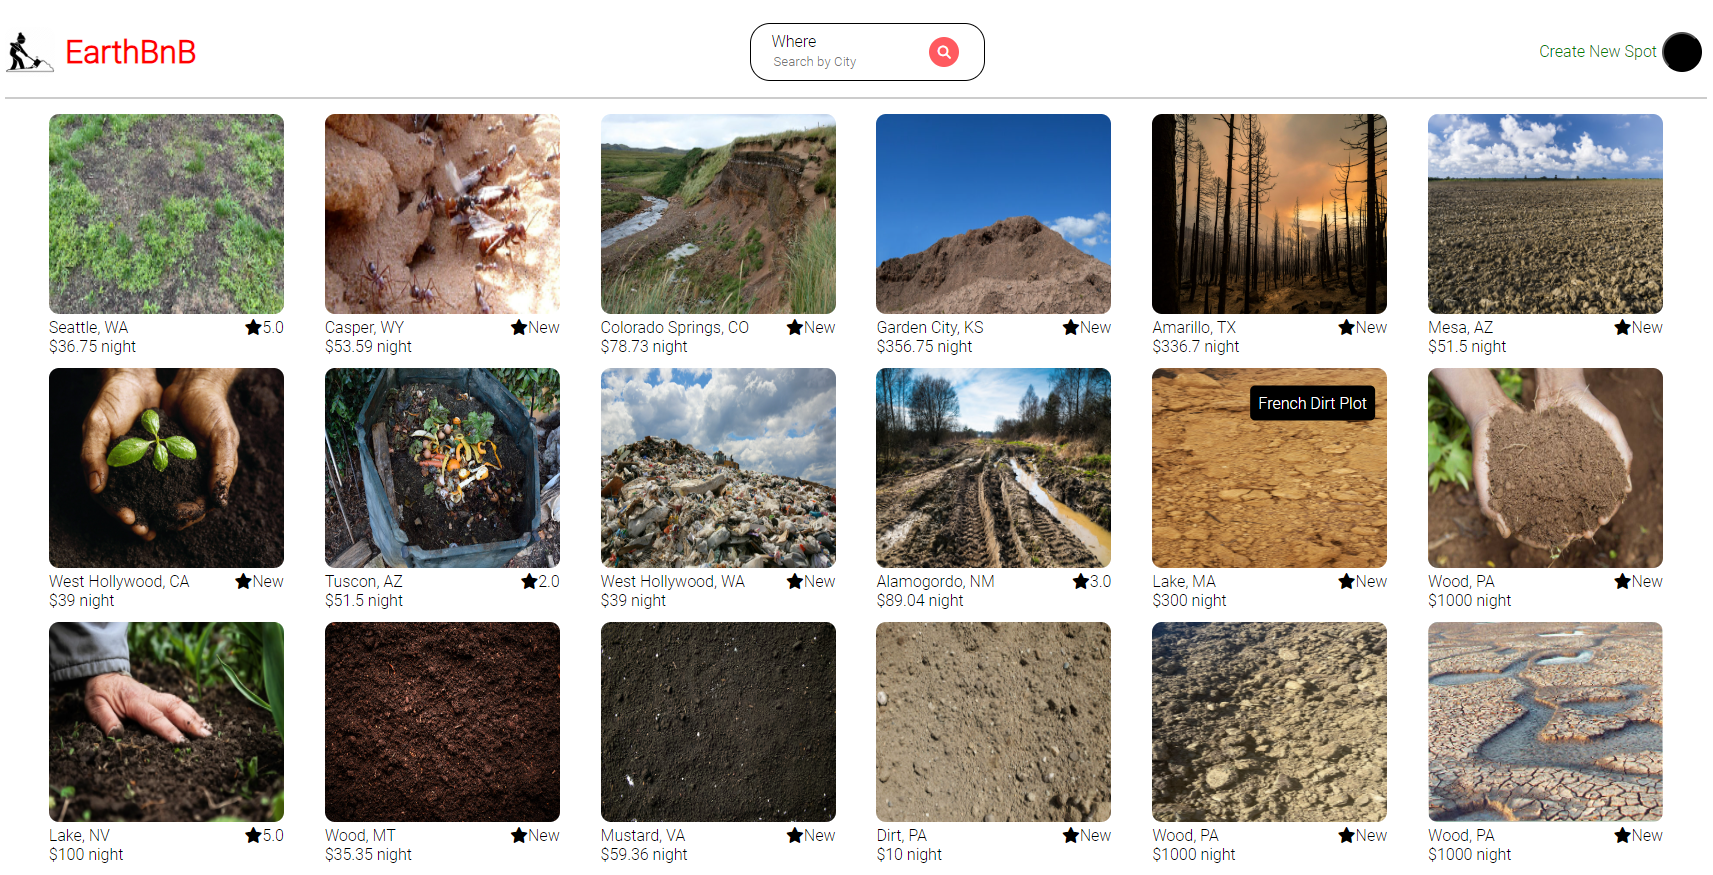 EarthBnB
Where
Search by City
Create New Spot
Seattle, WA
5.0
$36.75 night
Casper, WY
New
$53.59 night
Colorado Springs, CO
New
$78.73 night
Garden City, KS
New
$356.75 night
Amarillo, TX
New
$336.7 night
Mesa, AZ
New
$51.5 night
West Hollywood, CA
New
$39 night
Tuscon, AZ
2.0
$51.5 night
West Hollywood, WA
New
$39 night
Alamogordo, NM
3.0
$89.04 night
French Dirt Plot
Lake, MA
New
$300 night
Wood, PA
New
$1000 night
Lake, NV
5.0
$100 night
Wood, MT
New
$35.35 night
Mustard, VA
New
$59.36 night
Dirt, PA
New
$10 night
Wood, PA
New
$1000 night
Wood, PA
New
$1000 night